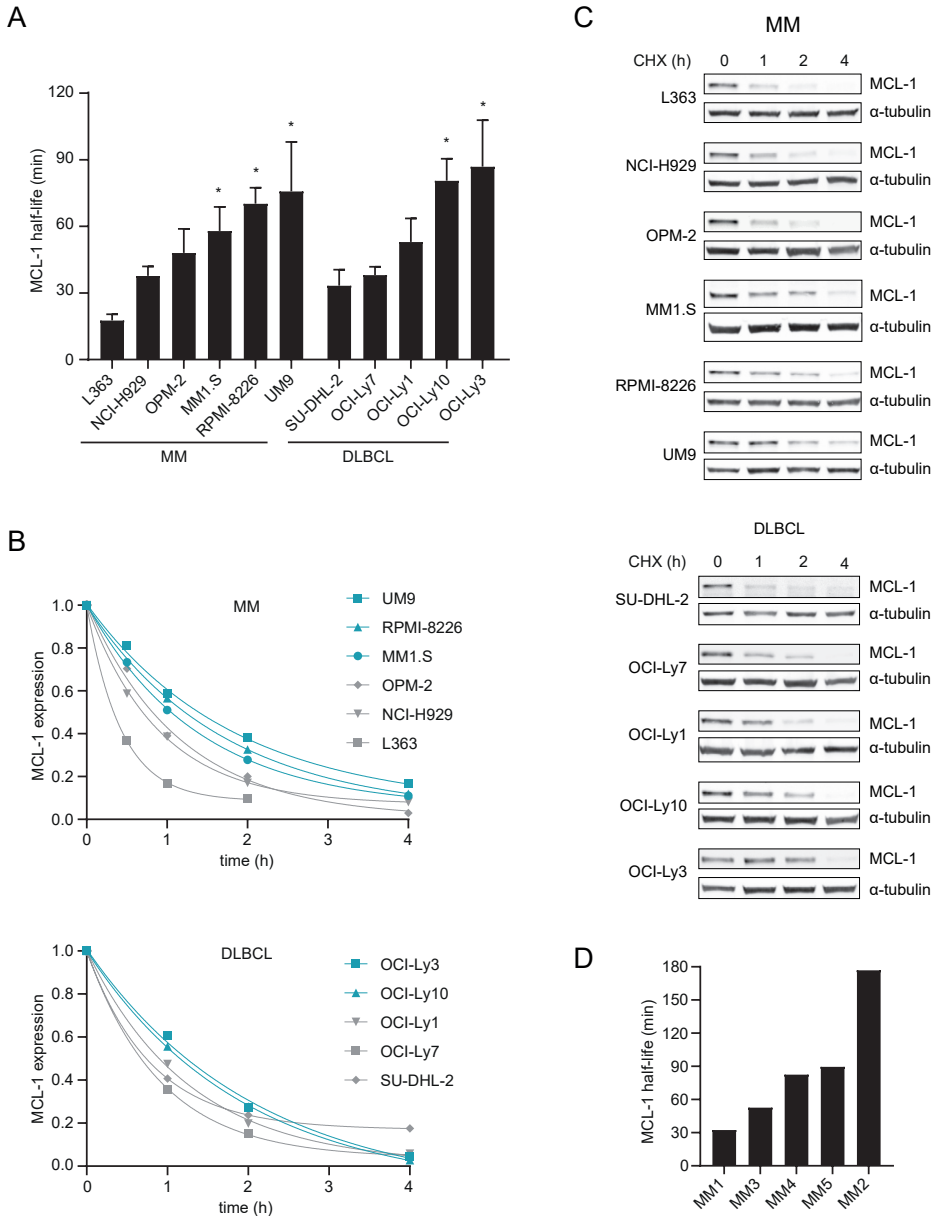 A
MCL-1 half-life (min)
120
90
60
30
0
* * * * *
L363
NCI-H929
OPM-2
MM1.S
RPMI-8226
UM9
SU-DHL-2
OCI-Ly7
OCI-Ly1
OCI-Ly10
OCI-Ly3
MM
DLBCL
B
MM
MCL-1 expression
1.0
0.8
0.6
0.4
0.2
0.0
0 1 2 3 4
time (h)
UM9
RPMI-8226
MM1.S
OPM-2
NCI-H929
L363
DLBCL
MCL-1 expression
1.0
0.8
0.6
0.4
0.2
0.0
0 1 2 3 4
time (h)
OCI-Ly3
OCI-Ly10
OCI-Ly1
OCI-Ly7
SU-DHL-2
C
MM
CHX (h) 0 1 2 4
L363
MCL-1
α-tubulin
NCI-H929
MCL-1
α-tubulin
OPM-2
MCL-1
α-tubulin
MM1.S
MCL-1
α-tubulin
RPMI-8226
MCL-1
α-tubulin
UM9
MCL-1
α-tubulin
DLBCL
CHX (h) 0 1 2 4
SU-DHL-2
MCL-1
α-tubulin
OCI-Ly7
MCL-1
α-tubulin
OCI-Ly1
MCL-1
α-tubulin
OCI-Ly10
MCL-1
α-tubulin
OCI-Ly3
MCL-1
α-tubulin
D
MCL-1 half-life (min)
180
150
120
90
60
30
0
MM1
MM3
MM4
MM5
MM2